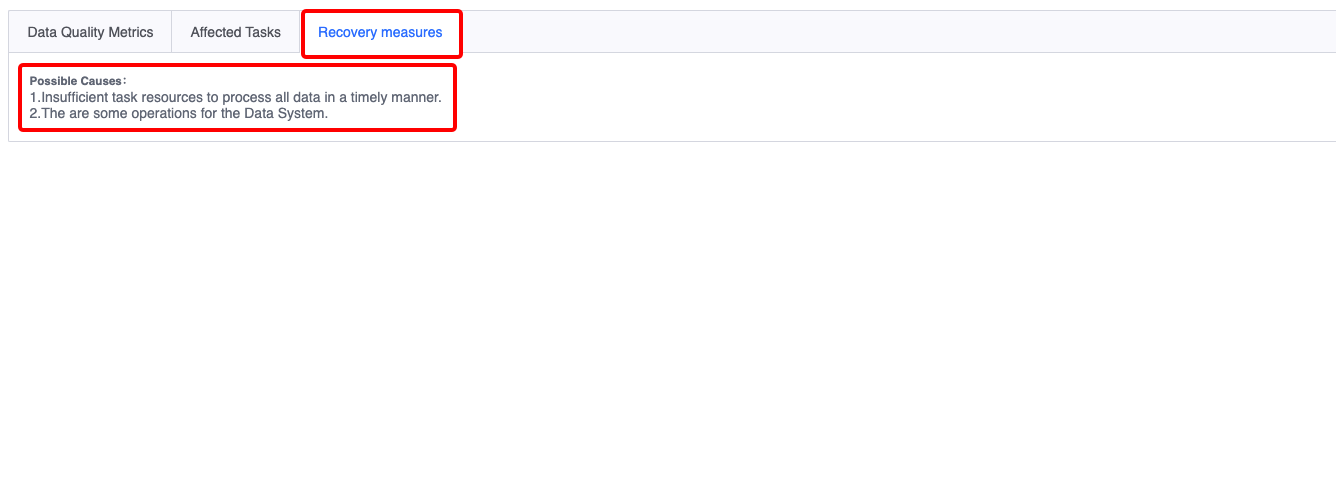 Data Quality Metrics
Affected Tasks
Recovery measures
Possible Causes：
1.Insufficient task resources to process all data in a timely manner.
2.The are some operations for the Data System.